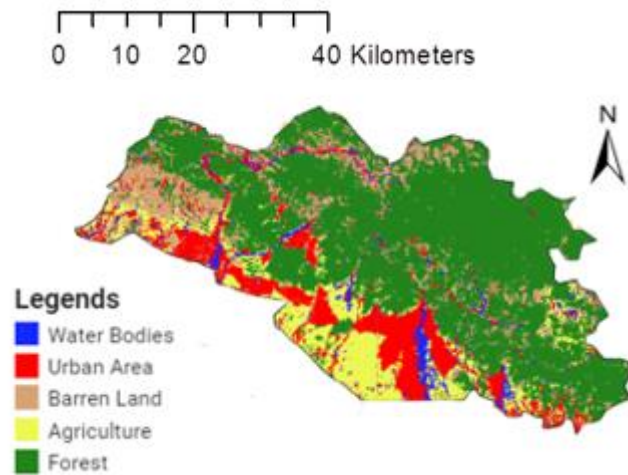 0 10 20 40 Kilometers
N
Legends
Water Bodies
Urban Area
Barren Land
Agriculture
Forest